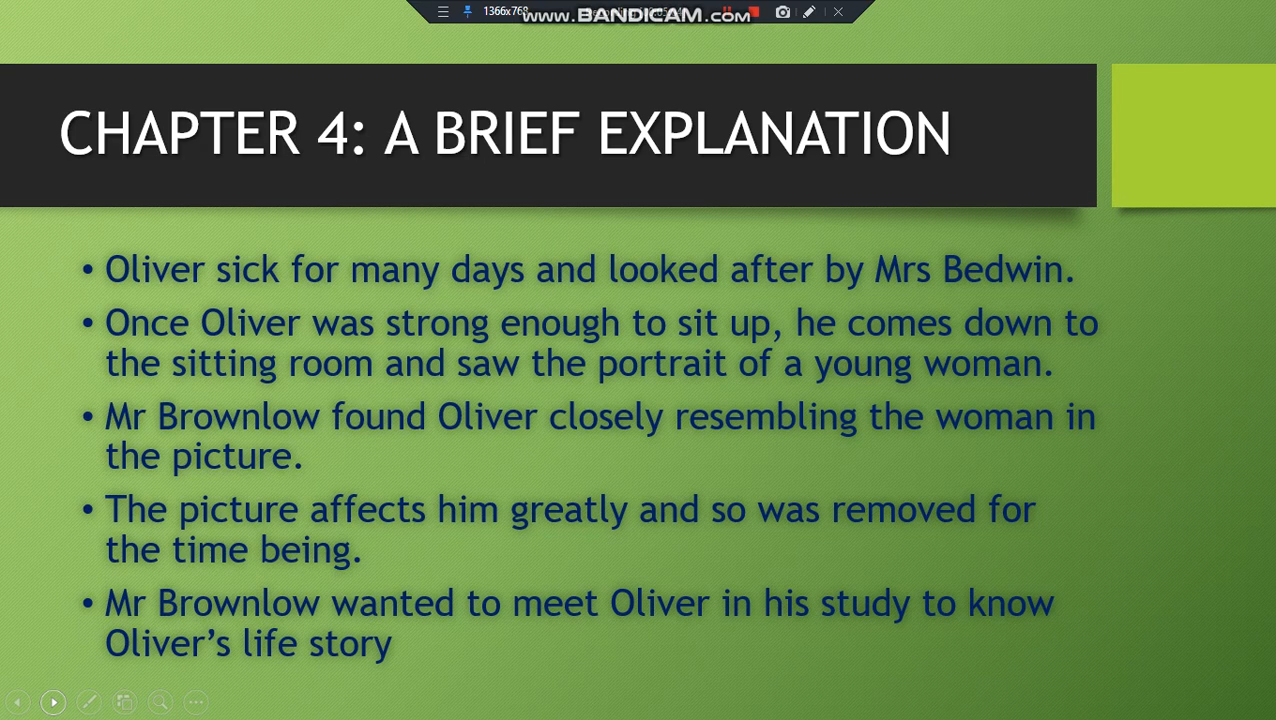 1366x768
www.BANDICAM.com
CHAPTER 4: A BRIEF EXPLANATION
• Oliver sick for many days and looked after by Mrs Bedwin.
• Once Oliver was strong enough to sit up, he comes down to
the sitting room and saw the portrait of a young woman.
• Mr Brownlow found Oliver closely resembling the woman in
the picture.
• The picture affects him greatly and so was removed for
the time being.
• Mr Brownlow wanted to meet Oliver in his study to know
Oliver’s life story